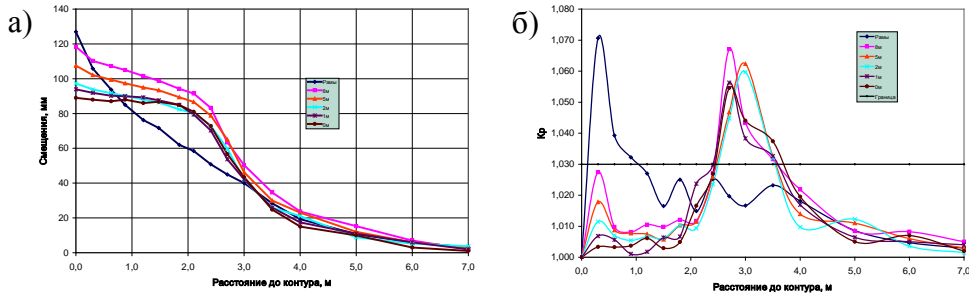 а)
140
120
100
80
60
40
20
0
Смещения, мм
0,0 1,0 2,0 3,0 4,0 5,0 6,0 7,0
Расстояние до контура, м
Рамы
8м
5м
2м
1м
0м
б)
1,080
1,070
1,060
1,050
1,040
1,030
1,020
1,010
1,000
Кр
0,0 1,0 2,0 3,0 4,0 5,0 6,0 7,0
Расстояние до контура, м
Рамы
8м
5м
2м
1м
0м
Граница